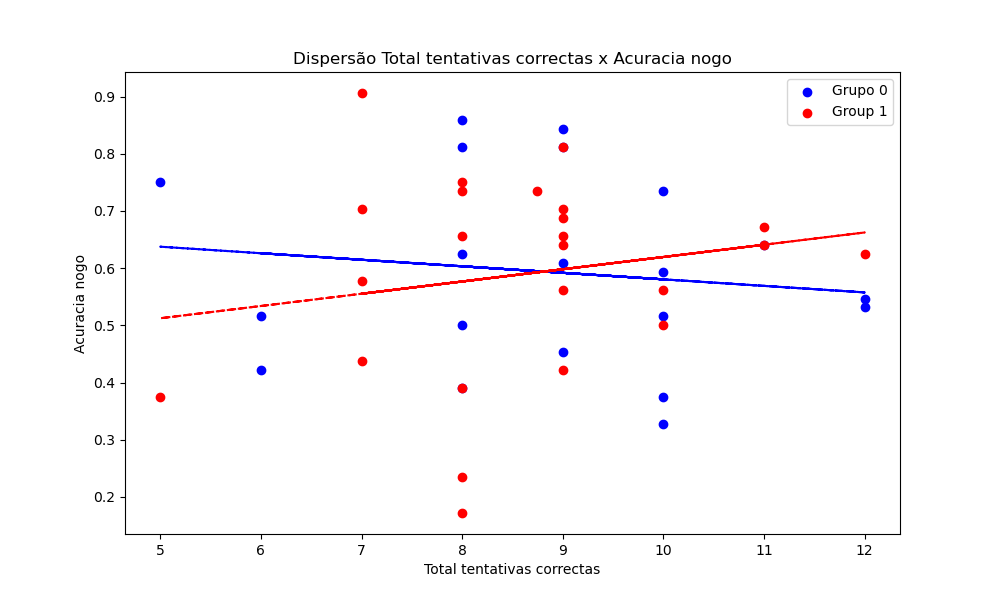 Dispersão Total tentativas correctas x Acuracia nogo
Grupo 0
Group 1
0.9
0.8
0.7
0.6
0.5
0.4
0.3
0.2
Acuracia nogo
5 6 7 8 9 10 11 12
Total tentativas correctas